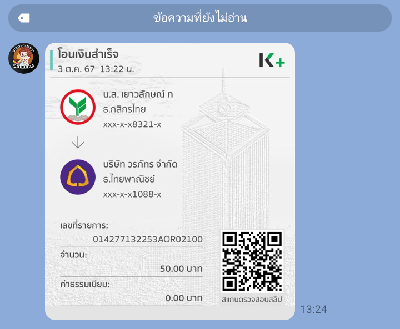 ข้อความที่ยังไม่อ่าน
โอนเงินสำเร็จ
3 ต.ค. 67 13:22 น.
K+
น.ส. เยาวลักษณ์ ท
ธ.กสิกรไทย
xxx-x-x8321-x
บริษัท วรภัทร จำกัด
ธ.ไทยพาณิชย์
xxx-x-x1088-x
เลขที่รายการ:
014277132253AOR02100
จำนวน:
50.00 บาท
ค่าธรรมเนียม:
0.00 บาท
สแกนตรวจสอบสลิป
13:24